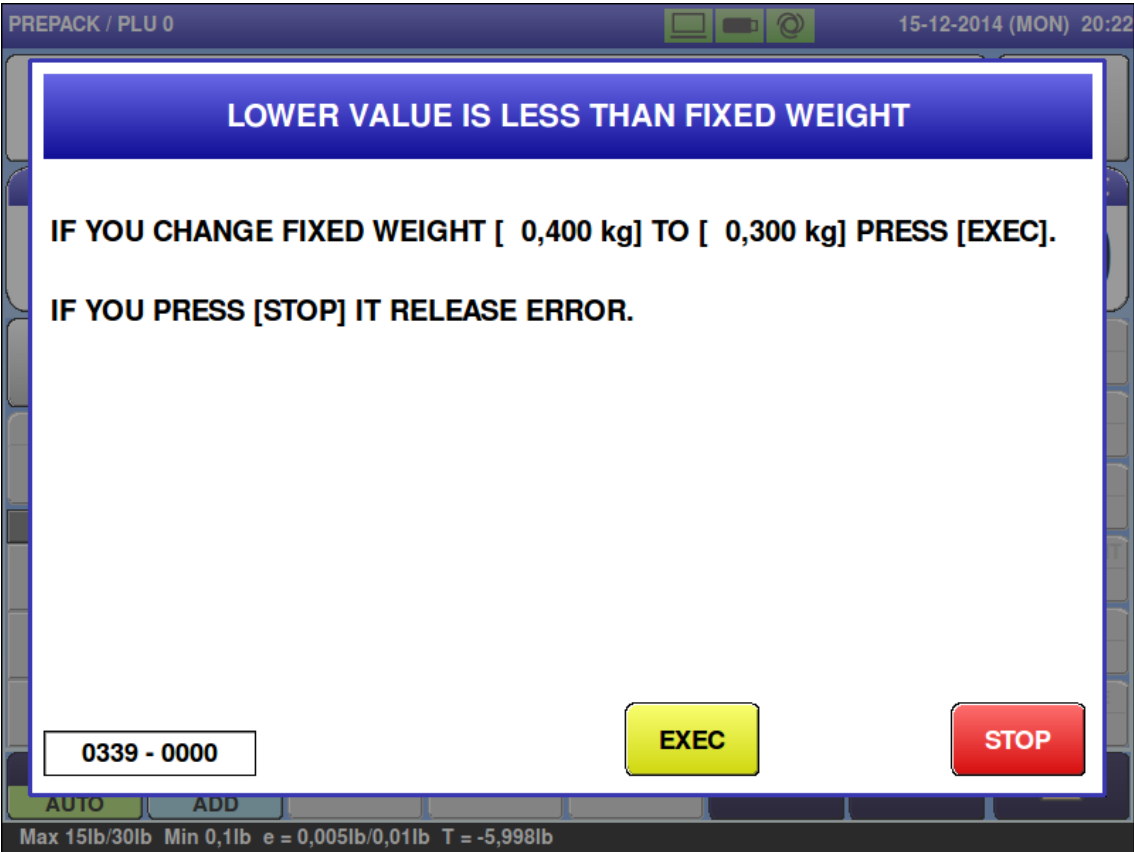 PREPACK / PLU 0
15-12-2014 (MON) 20:22
LOWER VALUE IS LESS THAN FIXED WEIGHT
IF YOU CHANGE FIXED WEIGHT [ 0,400 kg] TO [ 0,300 kg] PRESS [EXEC].
IF YOU PRESS [STOP] IT RELEASE ERROR.
0339 - 0000
EXEC
STOP
AUTO
ADD
Max 15lb/30lb Min 0,1lb e = 0,005lb/0,01lb T = -5,998lb